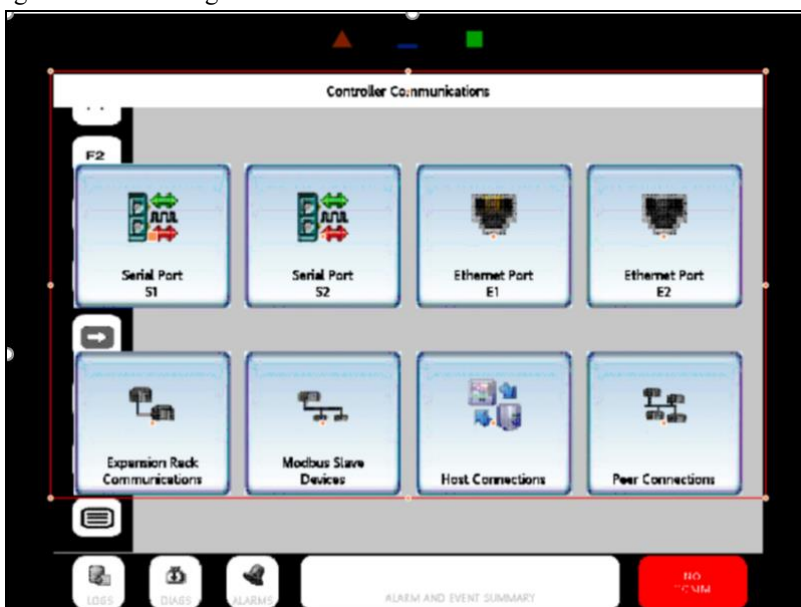 Controller Communications
F2
Serial Port
S1
Serial Port
S2
Ethernet Port
E1
Ethernet Port
E2
Expansion Rack
Communications
Modbus Slave
Devices
Host Connections
Peer Connections
LOGS
DIAGS
ALARMS
ALARM AND EVENT SUMMARY
NO
COMM